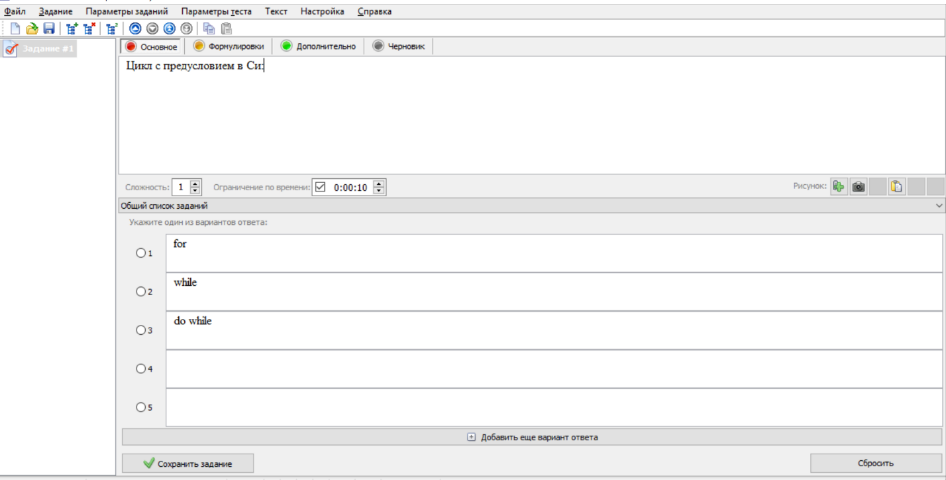 Файл Задание Параметры заданий Параметры теста Текст Настройка Справка
Задание #1
Основное Формулировки Дополнительно Черновик
Цикл с предусловием в Си:
Сложность: 1 Ограничение по времени: 0:00:10 Рисунок:
Общий список заданий
Укажите один из вариантов ответа:
1 for
2 while
3 do while
4
5
Добавить еще вариант ответа
Сохранить задание Сбросить